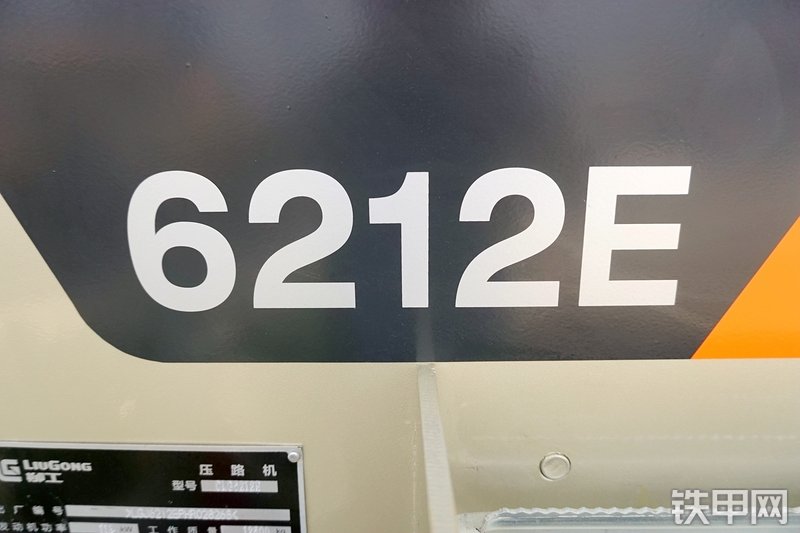 6212E
LIUGONG
柳工
压路机
型号
出厂编号
发动机功率 kW 工作质量
铁甲网